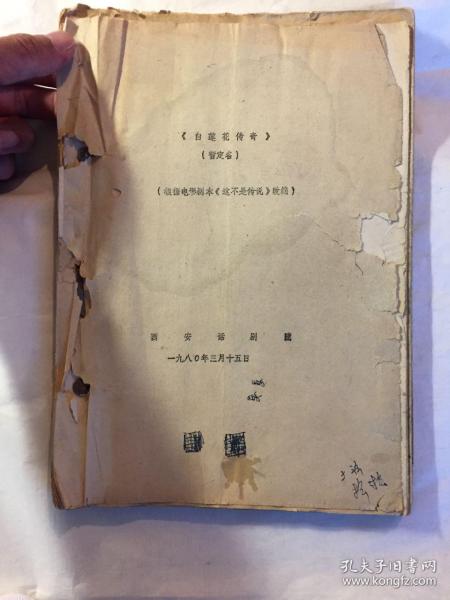 《白莲花传奇》
(暂定名)
(根据电影剧本《这不是传说》改编)
西安话剧院
一九八0年三月十五日
孔夫子旧书网
www.kongfz.com